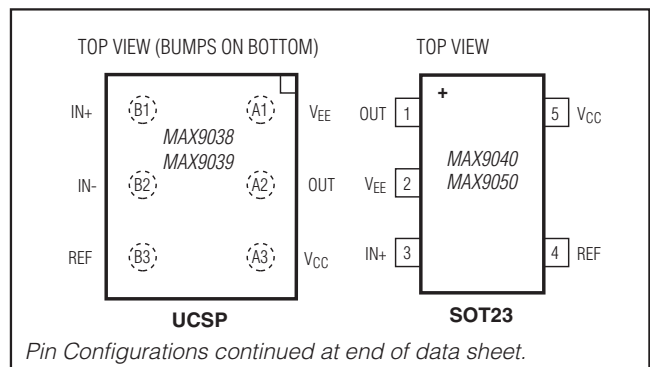 TOP VIEW (BUMPS ON BOTTOM)
IN+ B1 A1 VEE
MAX9038
MAX9039
IN- B2 A2 OUT
REF B3 A3 VCC
UCSP
TOP VIEW
+
OUT 1 5 VCC
MAX9040
MAX9050
VEE 2
IN+ 3 4 REF
SOT23
Pin Configurations continued at end of data sheet.